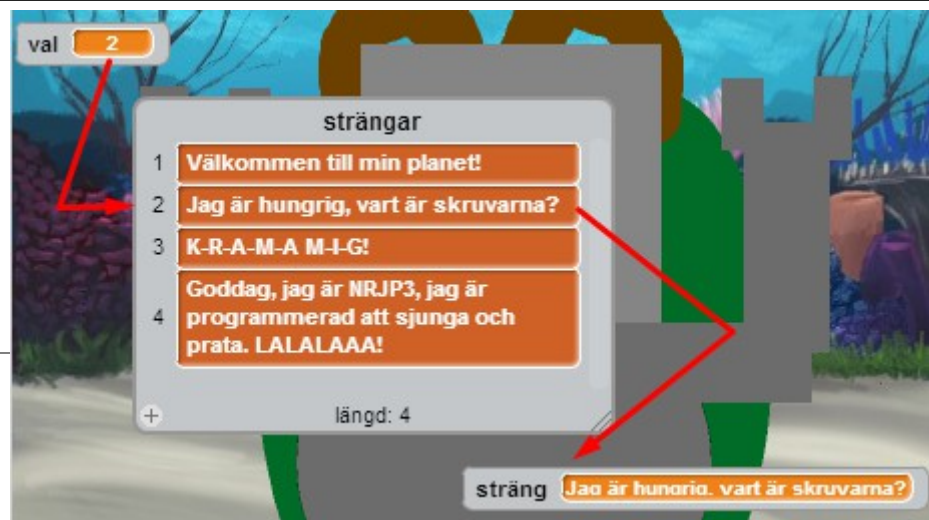 val 2
strängar
1 Välkommen till min planet!
2 Jag är hungrig, vart är skruvarna?
3 K-R-A-M-A M-I-G!
4 Goddag, jag är NRJP3, jag är
programmerad att sjunga och
prata. LALALAAA!
+ längd: 4
sträng Jag är hungrig, vart är skruvarna?